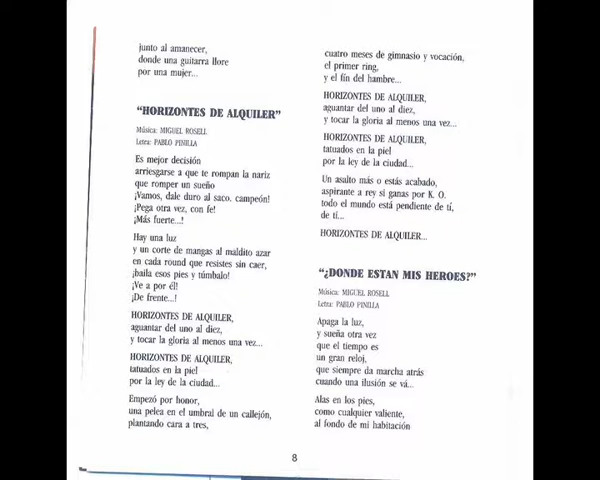 junto al amanecer,
donde una guitarra llore
por una mujer...
"HORIZONTES DE ALQUILER"
Música: MIGUEL ROSELL
Letra: PABLO PINILLA
Es mejor decisión
arriesgarse a que te rompan la nariz
que romper un sueño
¡Vamos, dale duro al saco. campeón!
¡Pega otra vez, con fe!
¡Más fuerte...!
Hay una luz
y un corte de mangas al maldito azar
en cada round que resistes sin caer,
¡baila esos pies y túmbalo!
¡Ve a por él!
¡De frente...!
HORIZONTES DE ALQUILER,
aguantar del uno al diez,
y tocar la gloria al menos una vez...
HORIZONTES DE ALQUILER,
tatuados en la piel
por la ley de la ciudad...
Empezó por honor,
una pelea en el umbral de un callejón,
plantando cara a tres,
cuatro meses de gimnasio y vocación,
el primer ring,
y el fin del hambre...
HORIZONTES DE ALQUILER,
aguantar del uno al diez,
y tocar la gloria al menos una vez...
HORIZONTES DE ALQUILER,
tatuados en la piel
por la ley de la ciudad...
Un asalto más o estás acabado,
aspirante a rey si ganas por K. O.
todo el mundo está pendiente de tí,
de tí...
HORIZONTES DE ALQUILER...
"¿DONDE ESTAN MIS HEROES?"
Música: MIGUEL ROSELL
Letra: PABLO PINILLA
Apaga la luz,
y sueña otra vez
que el tiempo es
un gran reloj,
que siempre da marcha atrás
cuando una ilusión se vá...
Alas en los pies,
como cualquier valiente,
al fondo de mi habitación
8